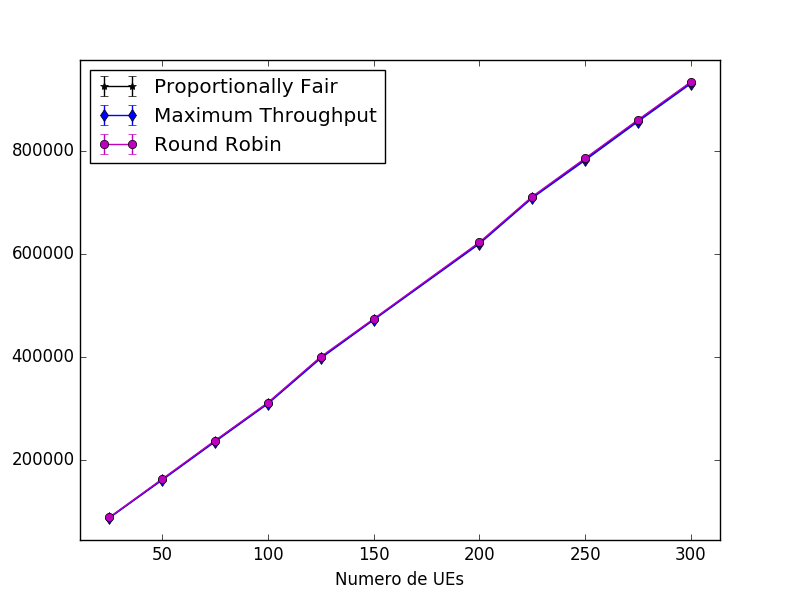 Proportionally Fair
Maximum Throughput
Round Robin
800000
600000
400000
200000
50 100 150 200 250 300
Numero de UEs